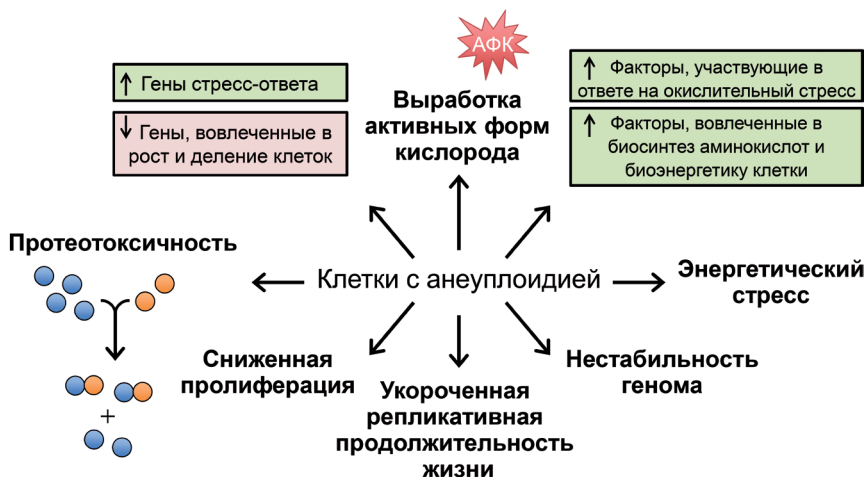 АФК
↑ Гены стресс-ответа
↓ Гены, вовлеченные в
рост и деление клеток
Выработка
активных форм
кислорода
↑ Факторы, участвующие в
ответе на окислительный стресс
↑ Факторы, вовлеченные в
биосинтез аминокислот и
биоэнергетику клетки
Протеотоксичность
Клетки с анеуплоидией
Энергетический
стресс
Сниженная
пролиферация
Укороченная
репликативная
продолжительность
жизни
Нестабильность
генома
+